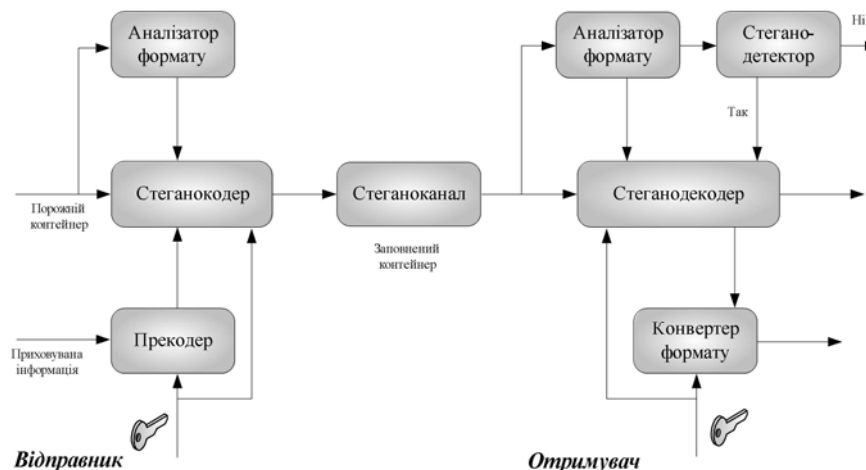 Аналізатор
формату
Аналізатор
формату
Стегано-
детектор
Ні
Так
Стеганокодер
Стеганоканал
Стеганодекодер
Порожній
контейнер
Заповнений
контейнер
Прекодер
Конвертер
формату
Приховувана
інформація
Відправник
Отримувач